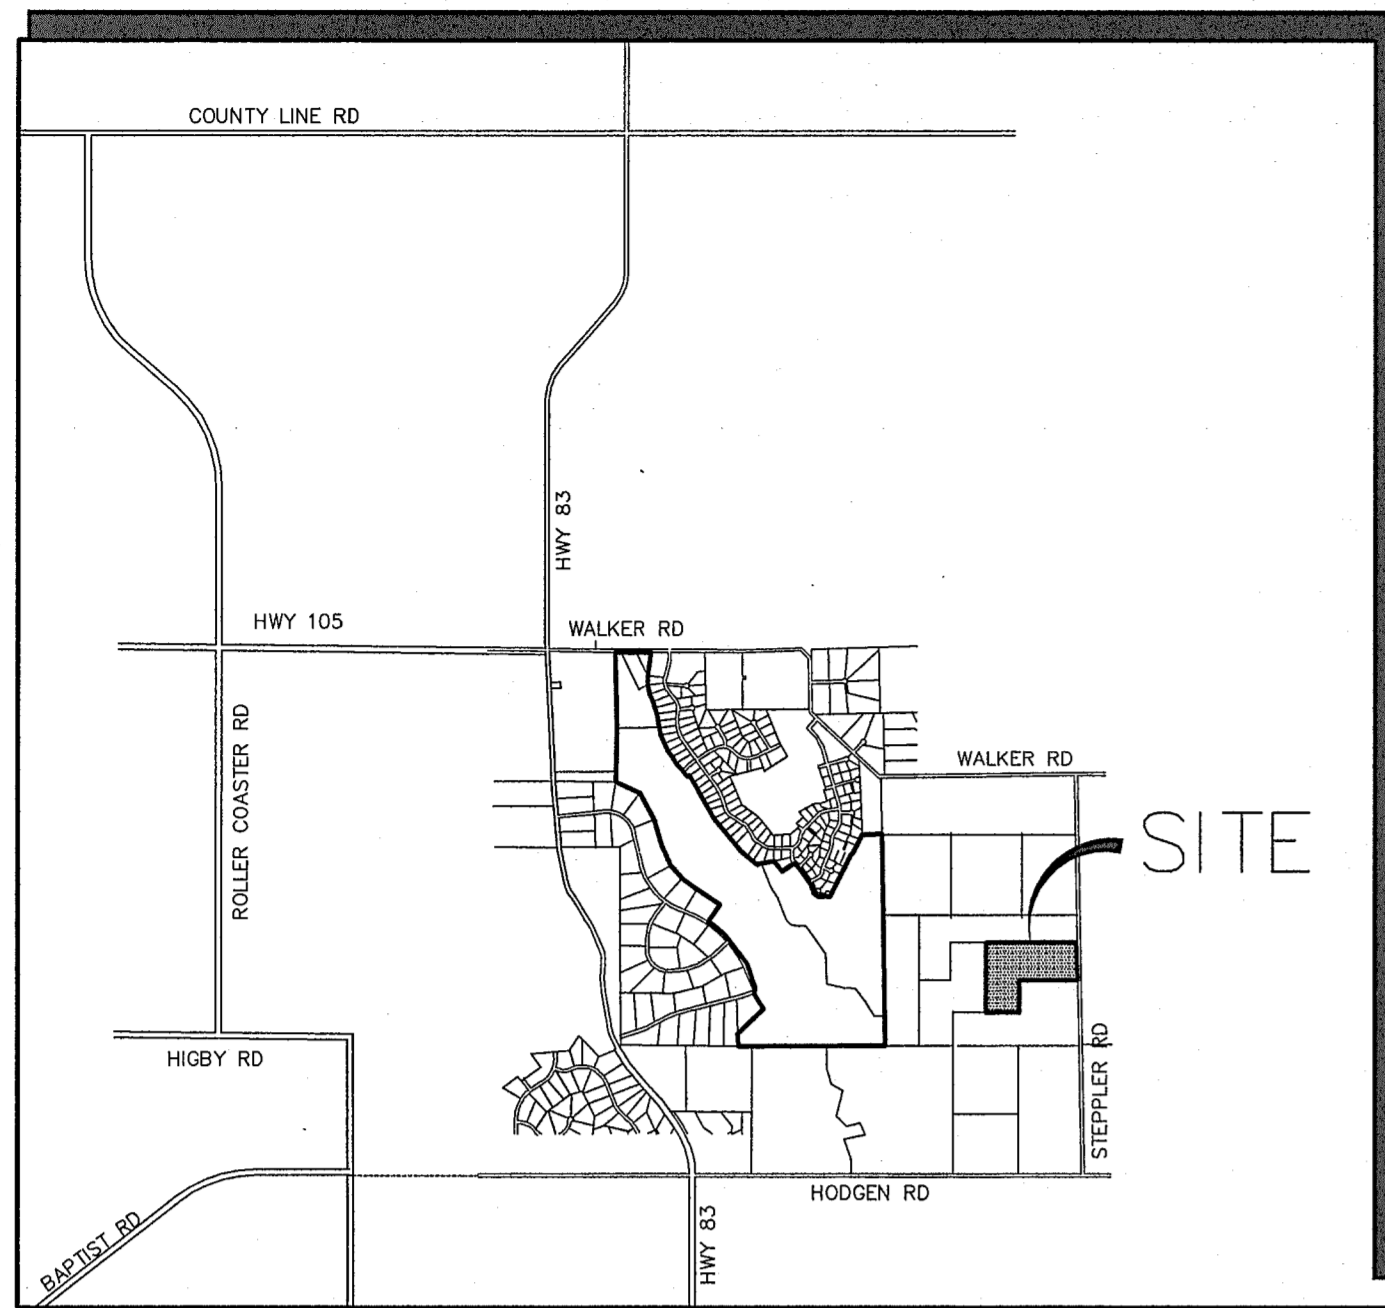 COUNTY LINE RD
HWY 83
HWY 105
WALKER RD
ROLLER COASTER RD
WALKER RD
SITE
HIGBY RD
STEPPLER RD
HODGEN RD
BAPTIST RD
HWY 83